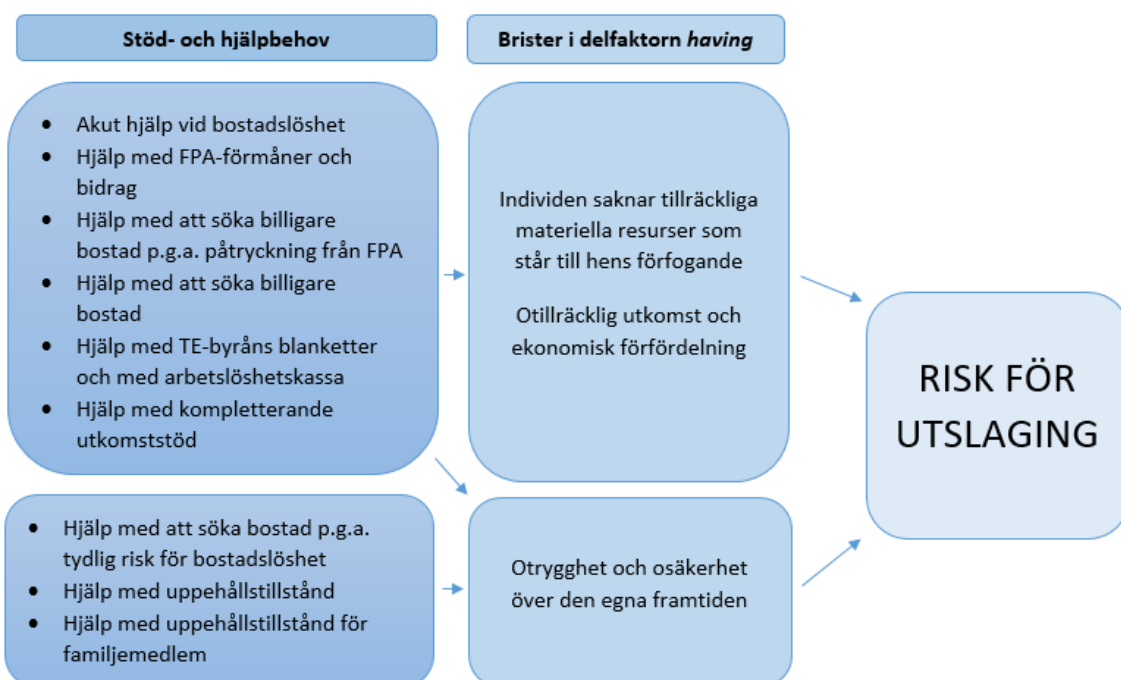 Stöd- och hjälpbehov
Brister i delfaktorn having
• Akut hjälp vid bostadslöshet
• Hjälp med FPA-förmåner och
bidrag
• Hjälp med att söka billigare
bostad p.g.a. påtryckning från FPA
• Hjälp med att söka billigare
bostad
• Hjälp med TE-byråns blanketter
och med arbetslöshetskassa
• Hjälp med kompletterande
utkomststöd
Individen saknar tillräckliga
materiella resurser som
står till hens förfogande
Otillräcklig utkomst och
ekonomisk förfördelning
• Hjälp med att söka bostad p.g.a.
tydlig risk för bostadslöshet
• Hjälp med uppehållstillstånd
• Hjälp med uppehållstillstånd för
familjemedlem
Otrygghet och osäkerhet
över den egna framtiden
RISK FÖR
UTSLAGING